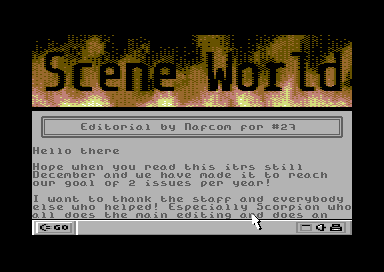 Scene World
Editorial by Nafcom for #27
Hello there
Hope when you read this itrs still
December and we have made it to reach
our goal of 2 issues per year!
I want to thank the staff and everybody
else who helped! Especially Scorpion who
all does the main editing and does an
GO